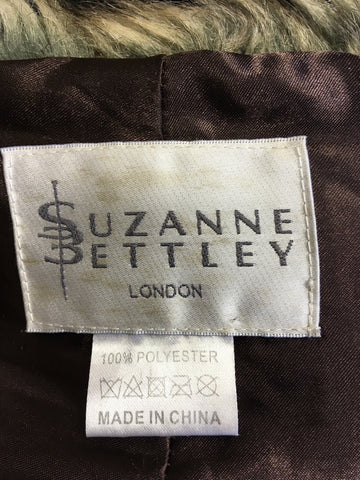 SUZANNE
BETTLEY
LONDON
100% POLYESTER
MADE IN CHINA